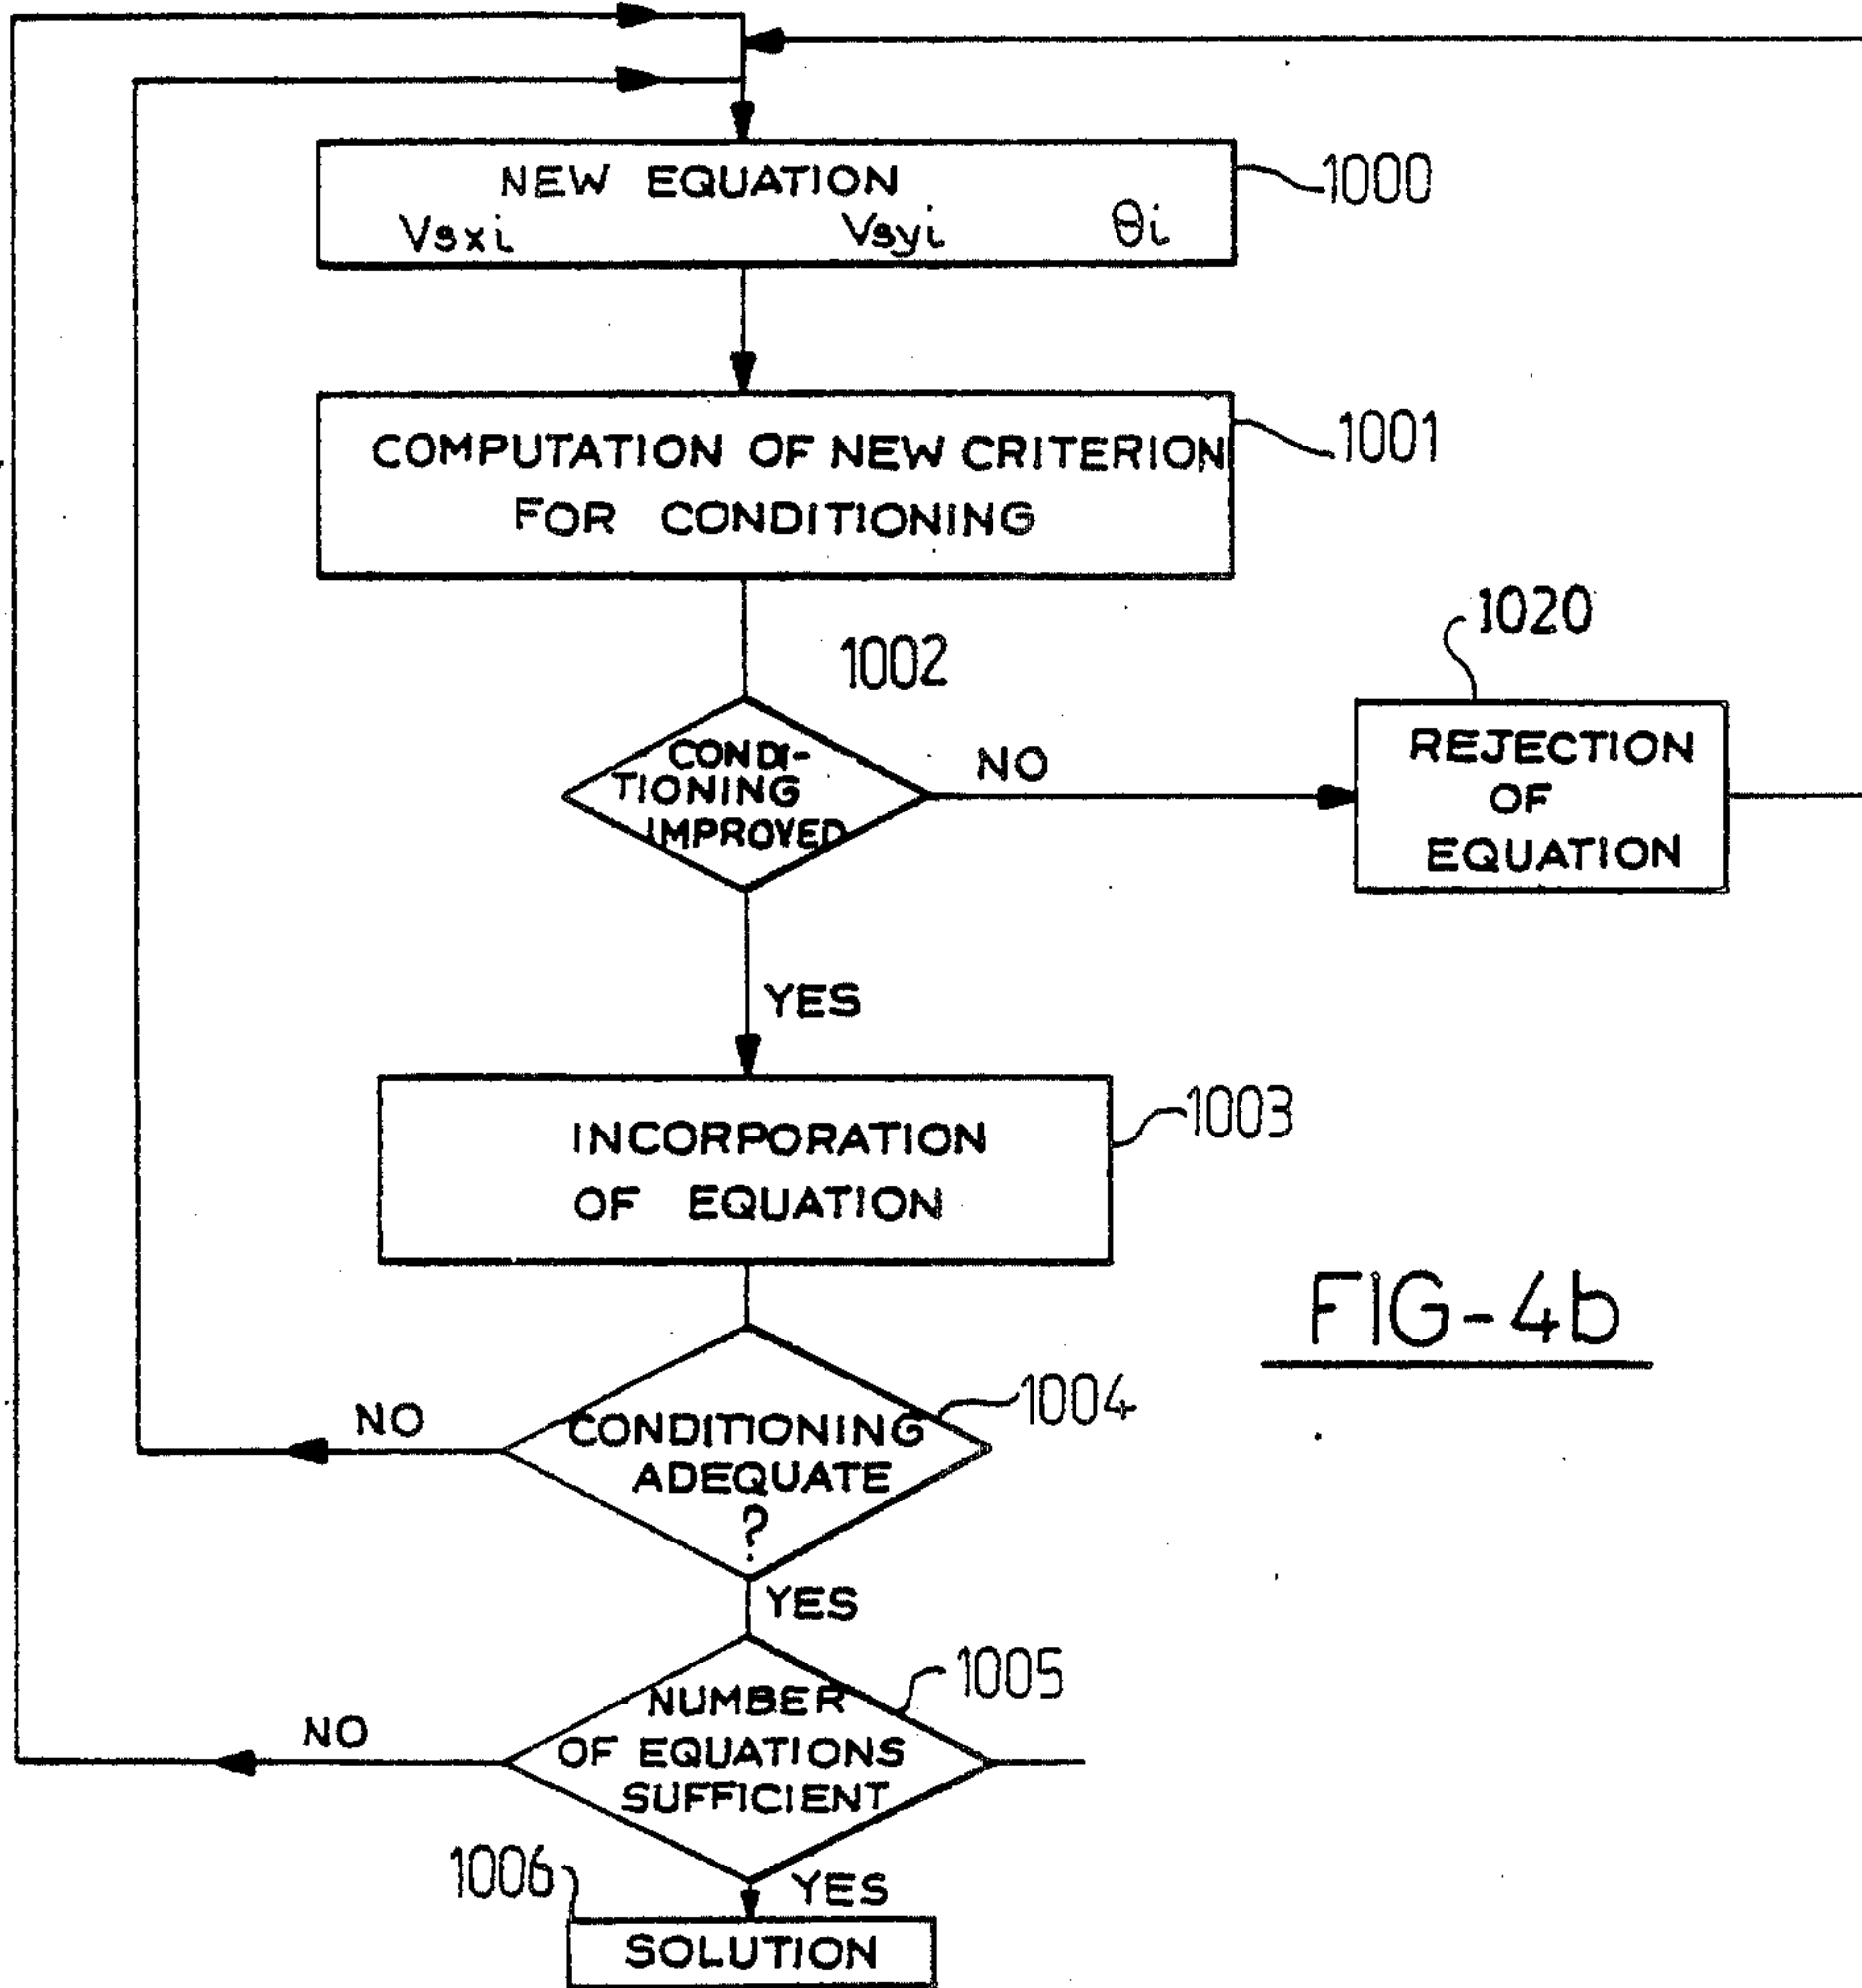 NEW EQUATION
Vsxi Vsyi θi
1000
COMPUTATION OF NEW CRITERION
FOR CONDITIONING
1001
1002
CONDI-
TIONING
IMPROVED
NO
1020
REJECTION
OF
EQUATION
YES
INCORPORATION
OF EQUATION
1003
FIG-4b
1004
NO
CONDITIONING
ADEQUATE
?
YES
1005
NUMBER
OF EQUATIONS
SUFFICIENT
NO
1006
YES
SOLUTION